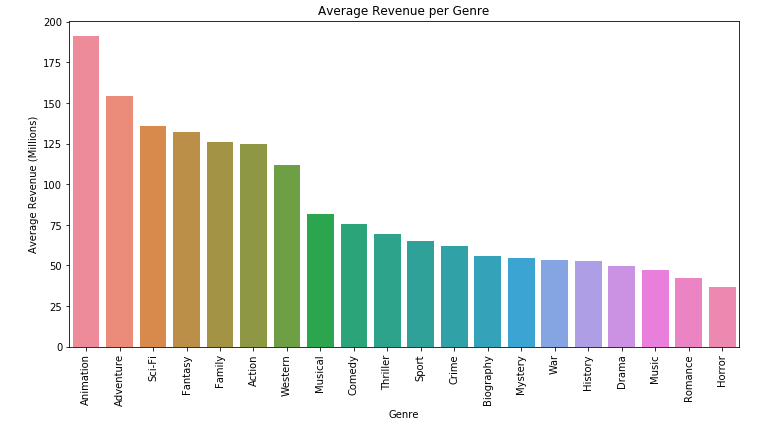 Average Revenue per Genre
Average Revenue (Millions)
200
175
150
125
100
75
50
25
0
Animation
Adventure
Sci-Fi
Fantasy
Family
Action
Western
Musical
Comedy
Thriller
Sport
Crime
Biography
Mystery
War
History
Drama
Music
Romance
Horror
Genre